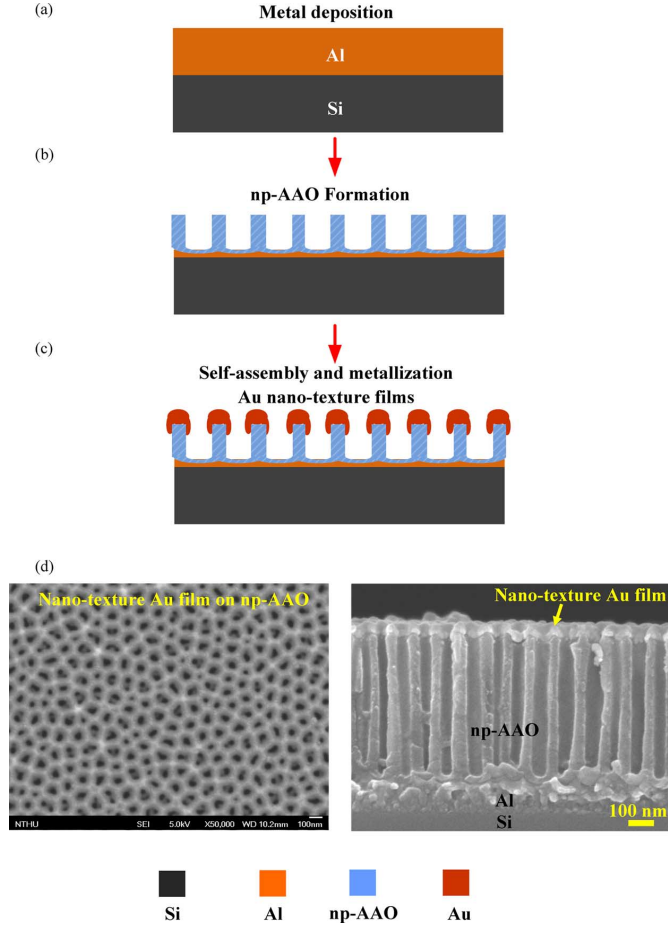 (a)
Metal deposition
Al
Si
(b)
np-AAO Formation
(c)
Self-assembly and metallization
Au nano-texture films
(d)
Nano-texture Au film on np-AAO
NTHU SEI 5.0kV X50,000 WD 10.2mm 100nm
Nano-texture Au film
np-AAO
Al
Si
100 nm
Si Al np-AAO Au